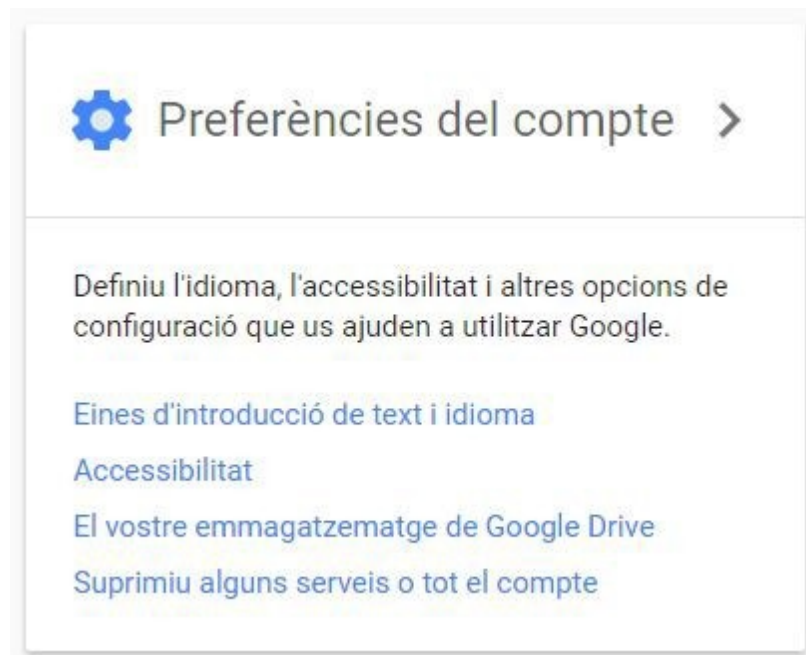 Preferències del compte
Definiu l'idioma, l'accessibilitat i altres opcions de
configuració que us ajuden a utilitzar Google.
Eines d'introducció de text i idioma
Accessibilitat
El vostre emmagatzematge de Google Drive
Suprimiu alguns serveis o tot el compte